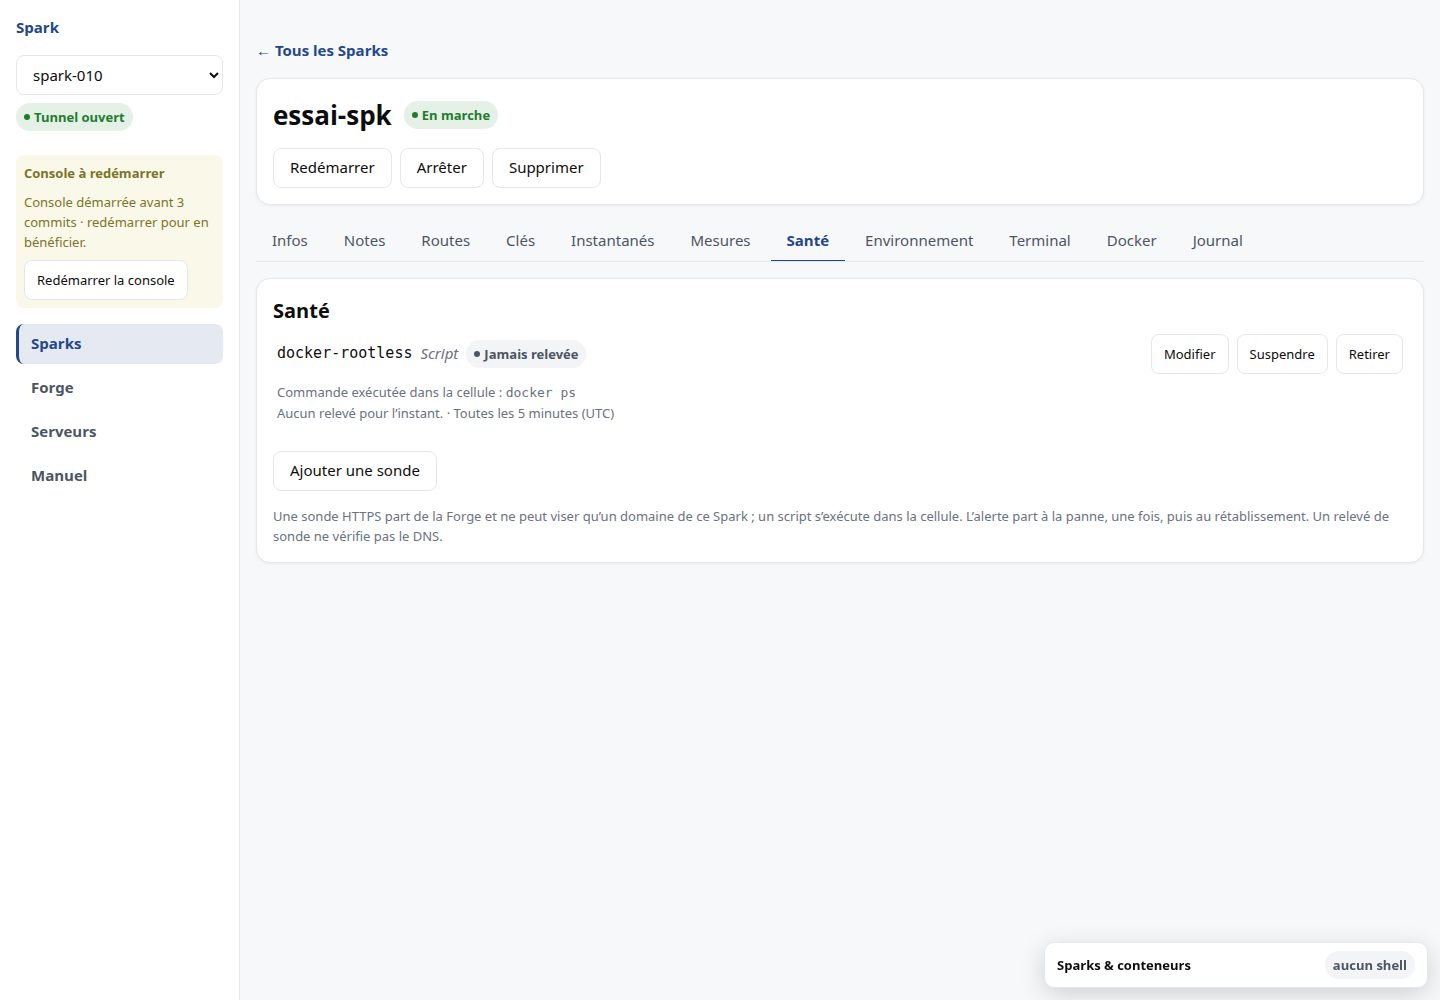 Spark
spark-010
Tunnel ouvert
Console à redémarrer
Console démarrée avant 3
commits · redémarrer pour en
bénéficier.
Redémarrer la console
Sparks
Forge
Serveurs
Manuel
← Tous les Sparks
essai-spk En marche
Redémarrer Arrêter Supprimer
Infos Notes Routes Clés Instantanés Mesures Santé Environnement Terminal Docker Journal
Santé
docker-rootless Script Jamais relevée Modifier Suspendre Retirer
Commande exécutée dans la cellule : docker ps
Aucun relevé pour l’instant. · Toutes les 5 minutes (UTC)
Ajouter une sonde
Une sonde HTTPS part de la Forge et ne peut viser qu’un domaine de ce Spark ; un script s’exécute dans la cellule. L’alerte part à la panne, une fois, puis au rétablissement. Un relevé de
sonde ne vérifie pas le DNS.
Sparks & conteneurs aucun shell